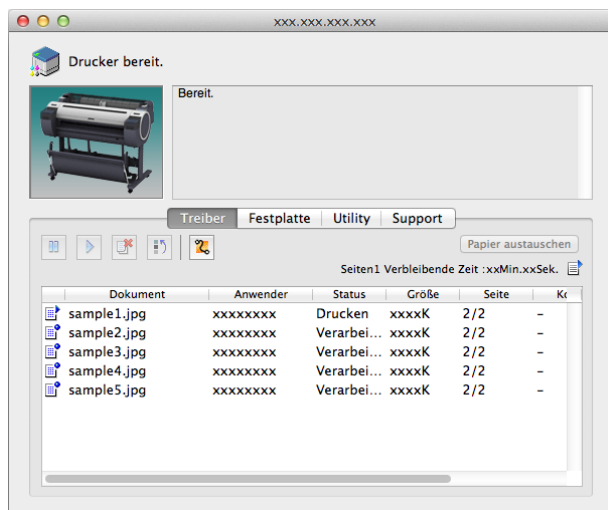 xxx.xxx.xxx.xxx
Drucker bereit.
Bereit.
Treiber Festplatte Utility Support
Papier austauschen
Seiten1 Verbleibende Zeit :xxMin.xxSek.
Dokument Anwender Status Größe Seite Kc
sample1.jpg xxxxxxxx Drucken xxxxK 2/2 –
sample2.jpg xxxxxxxx Verarbei... xxxxK 2/2 –
sample3.jpg xxxxxxxx Verarbei... xxxxK 2/2 –
sample4.jpg xxxxxxxx Verarbei... xxxxK 2/2 –
sample5.jpg xxxxxxxx Verarbei... xxxxK 2/2 –